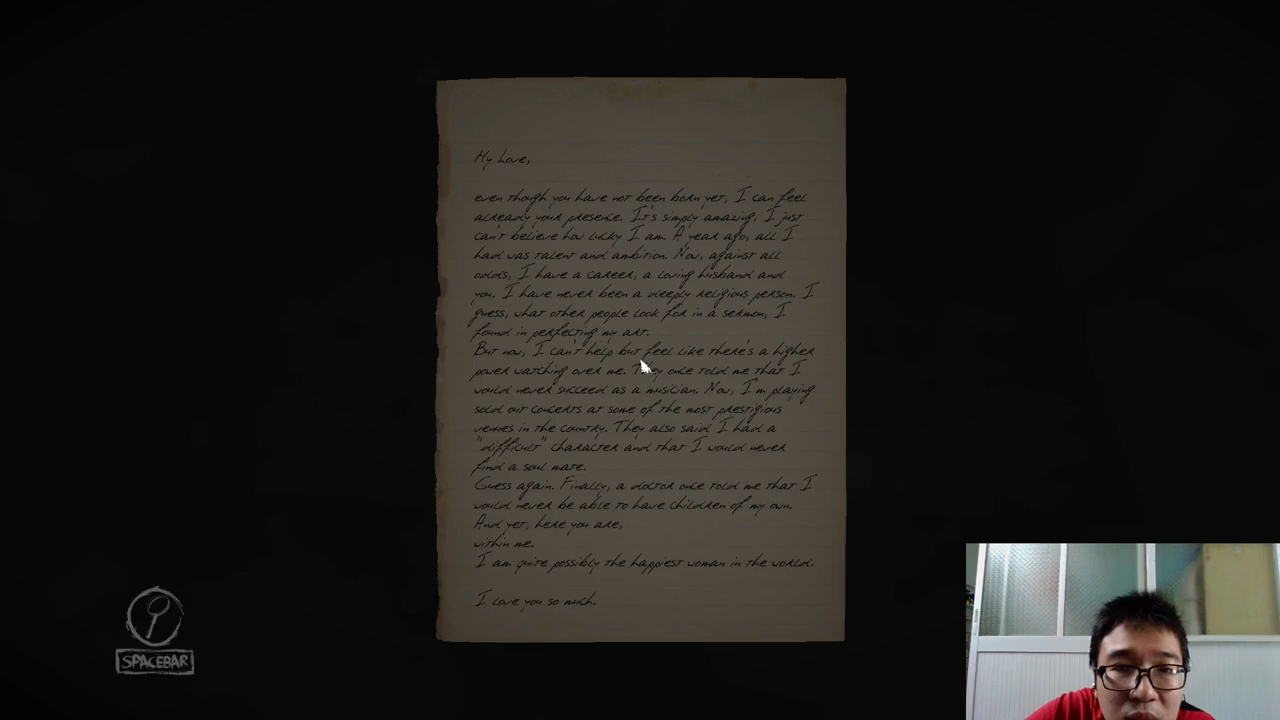 My Love,
even though you have not been born yet, I can feel
already your presence. It's simply amazing. I just
can't believe how lucky I am. A year ago, all I
had was talent and ambition. Now, against all
odds, I have a career, a loving husband and
you. I have never been a deeply religious person. I
guess, what other people look for in a sermon, I
found in perfecting my art.
But now, I can't help but feel like there's a higher
power watching over me. They once told me that I
would never succeed as a musician. Now, I'm playing
sold out concerts at some of the most prestigious
venues in the country. They also said I had a
"difficult" character and that I would never
find a soul mate.
Guess again. Finally, a doctor once told me that I
would never be able to have children of my own.
And yet, here you are,
within me.
I am quite possibly the happiest woman in the world.
I love you so much.
SPACEBAR